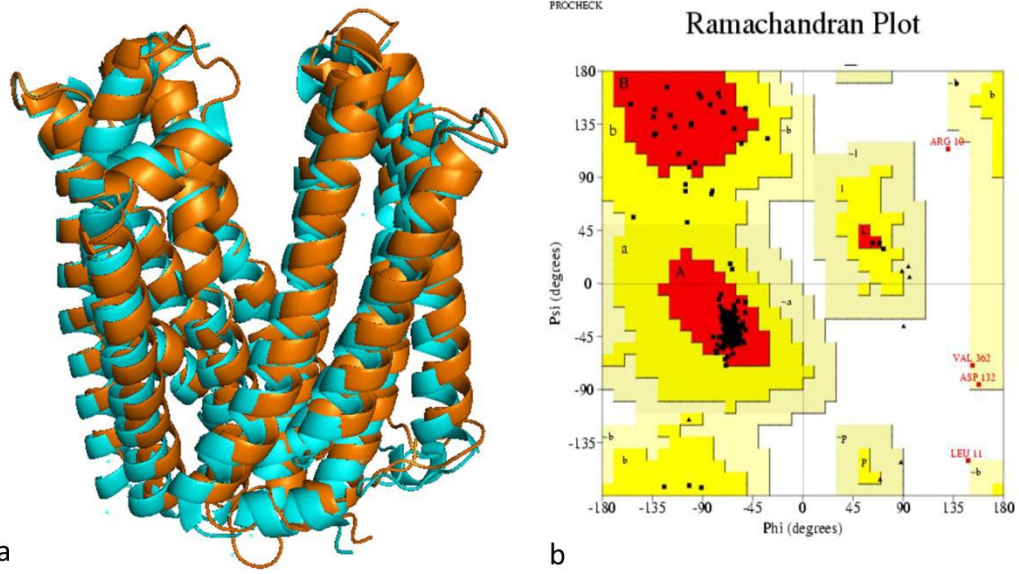 PROCHECK
Ramachandran Plot
180
135
90
45
0
-45
-90
-135
Psi (degrees)
B
b
~b
a
A
~a
~l
l
L
~b
b
ARG 10
VAL 362
ASP 132
LEU 11
~b
~b
b
~p
p
-180 -135 -90 -45 0 45 90 135 180
Phi (degrees)
a
b